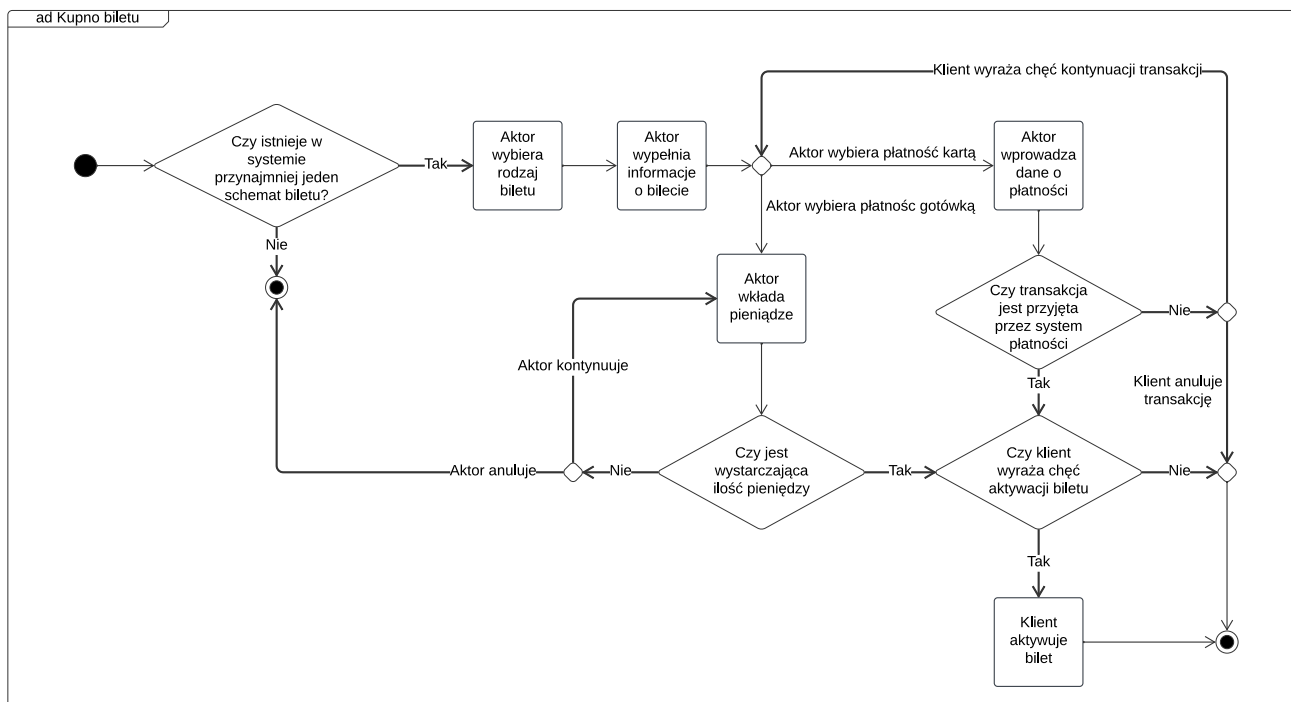 ad Kupno biletu
Klient wyraża chęć kontynuacji transakcji
Czy istnieje w
systemie
przynajmniej jeden
schemat biletu?
Tak
Aktor
wybiera
rodzaj
biletu
Aktor
wypełnia
informacje
o bilecie
Aktor wybiera płatność kartą
Aktor
wprowadza
dane o
płatności
Aktor wybiera płatnośc gotówką
Nie
Aktor
wkłada
pieniądze
Czy transakcja
jest przyjęta
przez system
płatności
Nie
Aktor kontynuuje
Tak
Klient anuluje
transakcję
Aktor anuluje
Nie
Czy jest
wystarczająca
ilość pieniędzy
Tak
Czy klient
wyraża chęć
aktywacji biletu
Nie
Tak
Klient
aktywuje
bilet